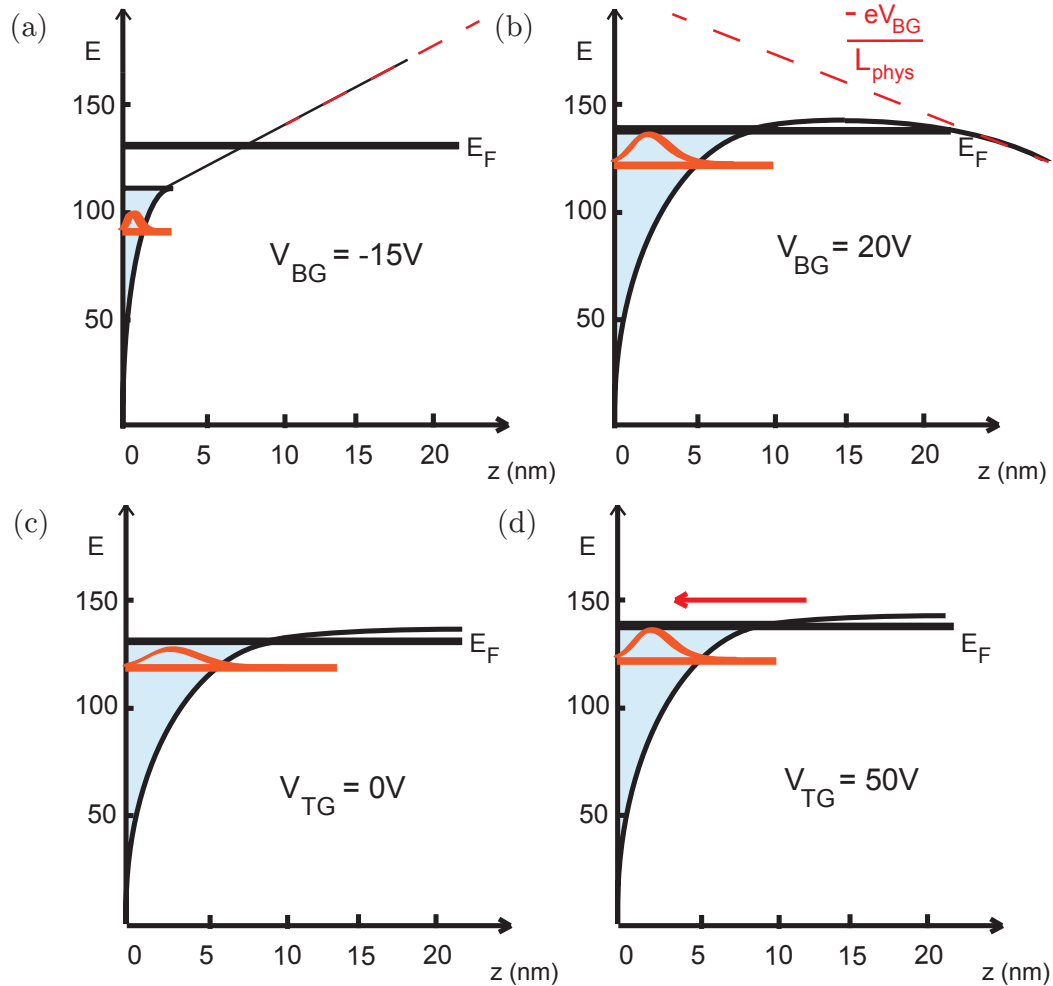 (a)
E
150
100
50
E_F
V_BG = -15V
0 5 10 15 20
z (nm)
(b)
E
- eV_BG
L_phys
150
100
50
E_F
V_BG = 20V
0 5 10 15 20
z (nm)
(c)
E
150
100
50
E_F
V_TG = 0V
0 5 10 15 20
z (nm)
(d)
E
150
100
50
E_F
V_TG = 50V
0 5 10 15 20
z (nm)